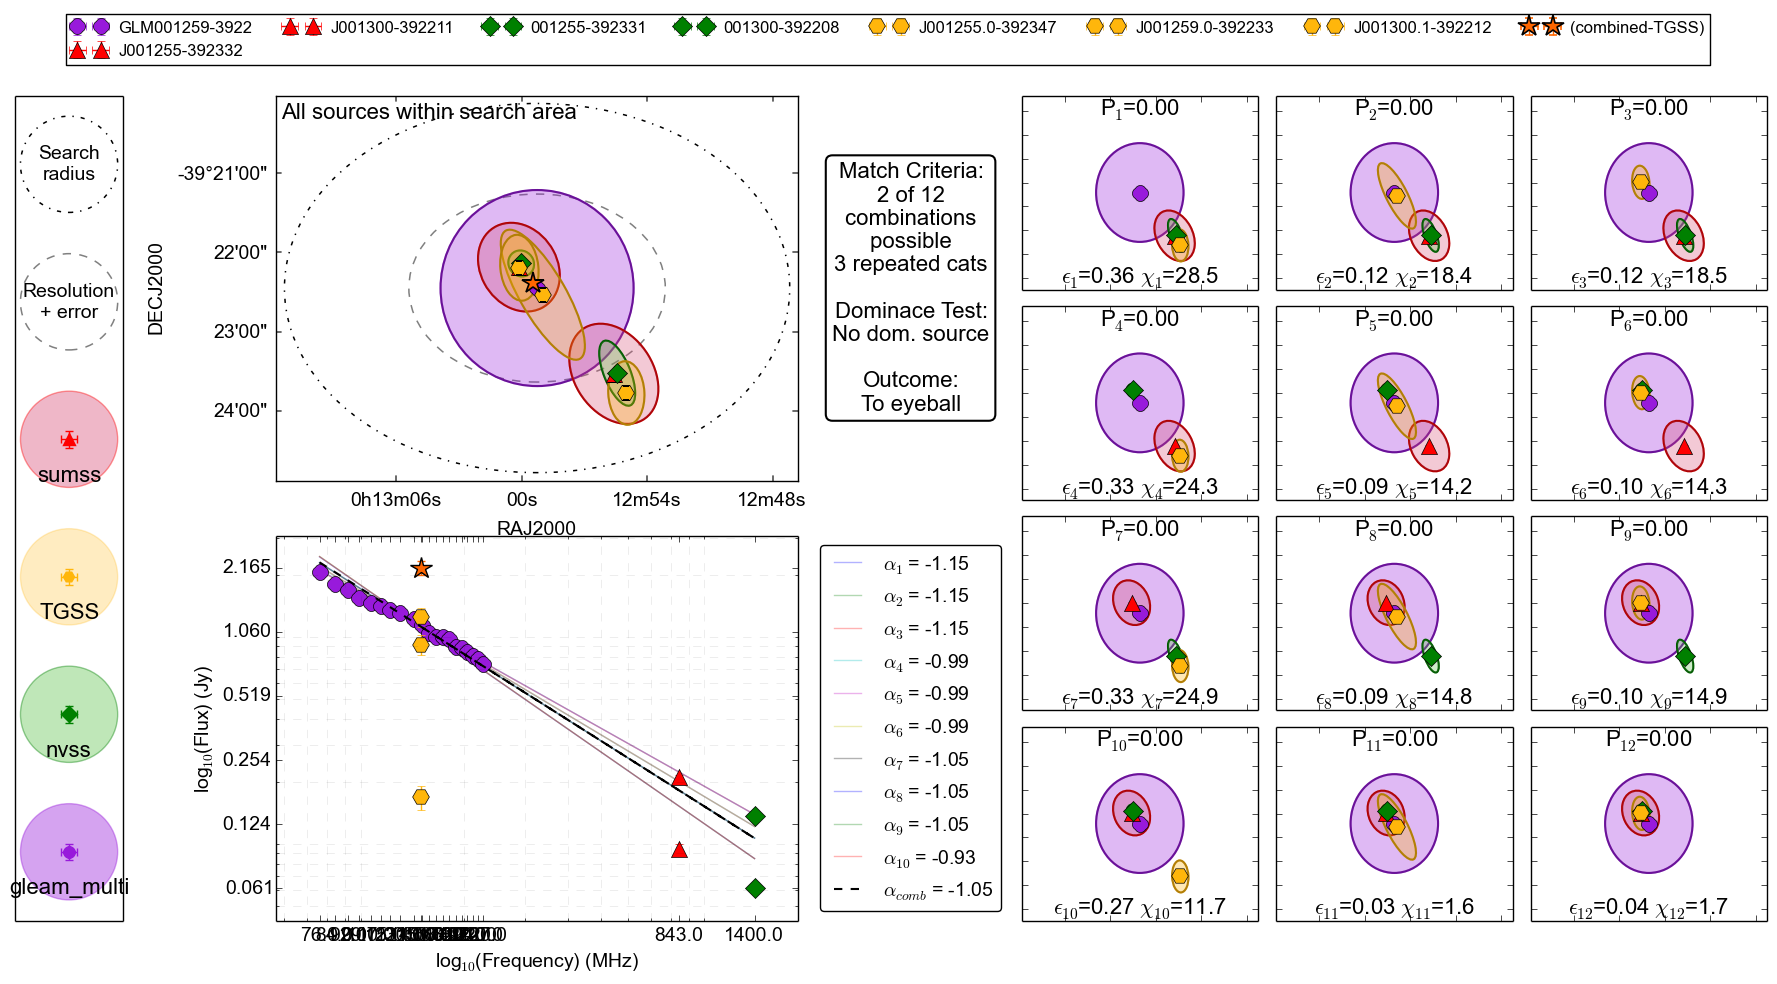 GLM001259-3922 J001300-392211 001255-392331 001300-392208 J001255.0-392347 J001259.0-392233 J001300.1-392212 (combined-TGSS)
J001255-392332
Search
radius
Resolution
+ error
sumss
TGSS
nvss
gleam_multi
All sources within search area
DECJ2000
-39°21'00"
22'00"
23'00"
24'00"
0h13m06s 00s 12m54s 12m48s
RAJ2000
Match Criteria:
2 of 12
combinations
possible
3 repeated cats
Dominace Test:
No dom. source
Outcome:
To eyeball
log10(Flux) (Jy)
2.165
1.060
0.519
0.254
0.124
0.061
843.0 1400.0
log10(Frequency) (MHz)
α1 = -1.15
α2 = -1.15
α3 = -1.15
α4 = -0.99
α5 = -0.99
α6 = -0.99
α7 = -1.05
α8 = -1.05
α9 = -1.05
α10 = -0.93
αcomb = -1.05
P1=0.00 P2=0.00 P3=0.00
ϵ1=0.36 χ1=28.5 ϵ2=0.12 χ2=18.4 ϵ3=0.12 χ3=18.5
P4=0.00 P5=0.00 P6=0.00
ϵ4=0.33 χ4=24.3 ϵ5=0.09 χ5=14.2 ϵ6=0.10 χ6=14.3
P7=0.00 P8=0.00 P9=0.00
ϵ7=0.33 χ7=24.9 ϵ8=0.09 χ8=14.8 ϵ9=0.10 χ9=14.9
P10=0.00 P11=0.00 P12=0.00
ϵ10=0.27 χ10=11.7 ϵ11=0.03 χ11=1.6 ϵ12=0.04 χ12=1.7